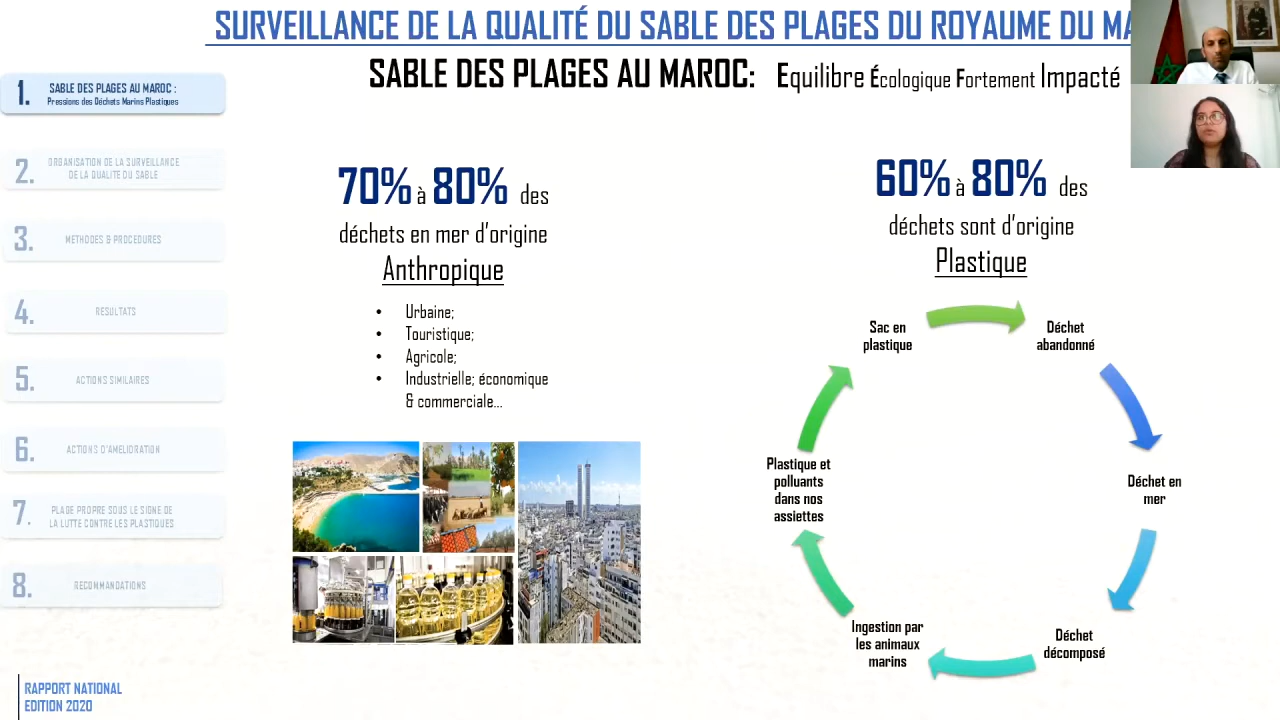 SURVEILLANCE DE LA QUALITÉ DU SABLE DES PLAGES DU ROYAUME DU MA
SABLE DES PLAGES AU MAROC: Equilibre Écologique Fortement Impacté
1. SABLE DES PLAGES AU MAROC :
Pressions des Déchets Marins Plastiques
2. ORGANISATION DE LA SURVEILLANCE
DE LA QUALITE DU SABLE
3. METHODES & PROCEDURES
4. RESULTATS
5. ACTIONS SIMILAIRES
6. ACTIONS D'AMELIORATION
7. PLAGE PROPRE SOUS LE SIGNE DE
LA LUTTE CONTRE LES PLASTIQUES
8. RECOMMANDATIONS
70% à 80% des
déchets en mer d'origine
Anthropique
• Urbaine;
• Touristique;
• Agricole;
• Industrielle; économique
& commerciale...
60% à 80% des
déchets sont d'origine
Plastique
Sac en
plastique
Déchet
abandonné
Déchet en
mer
Déchet
décomposé
Ingestion par
les animaux
marins
Plastique et
polluants
dans nos
assiettes
RAPPORT NATIONAL
EDITION 2020